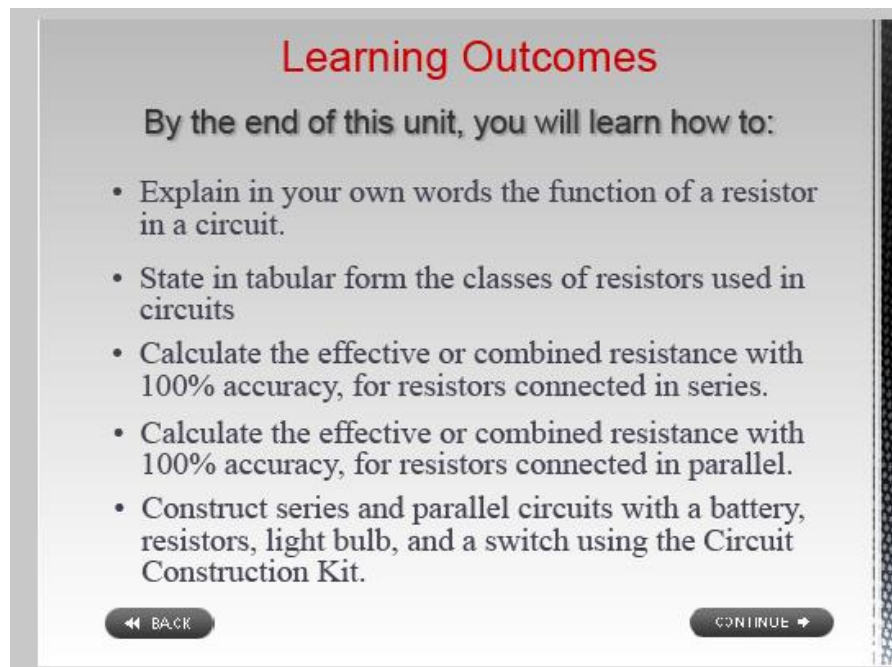 Learning Outcomes
By the end of this unit, you will learn how to:
• Explain in your own words the function of a resistor
in a circuit.
• State in tabular form the classes of resistors used in
circuits
• Calculate the effective or combined resistance with
100% accuracy, for resistors connected in series.
• Calculate the effective or combined resistance with
100% accuracy, for resistors connected in parallel.
• Construct series and parallel circuits with a battery,
resistors, light bulb, and a switch using the Circuit
Construction Kit.
BACK
CONTINUE